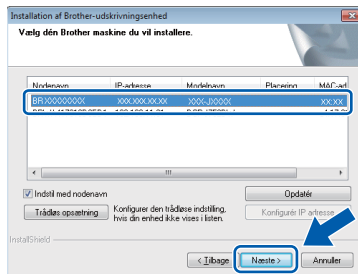 Installation af Brother-udskrivningsenhed
Vælg dén Brother maskine du vil installere.
Nodenavn IP-adresse Modelnavn Placering MAC-ad
BRXXXXXXXX XXX.XXX.XX.XX XXX-JXXXX XX:XX
Indstil med nodenavn
Opdatér
Trådløs opsætning
Konfigurer den trådløse indstilling,
hvis din enhed ikke vises i listen.
Konfigurér IP adresse
InstallShield
< Tilbage
Næste >
Annuller